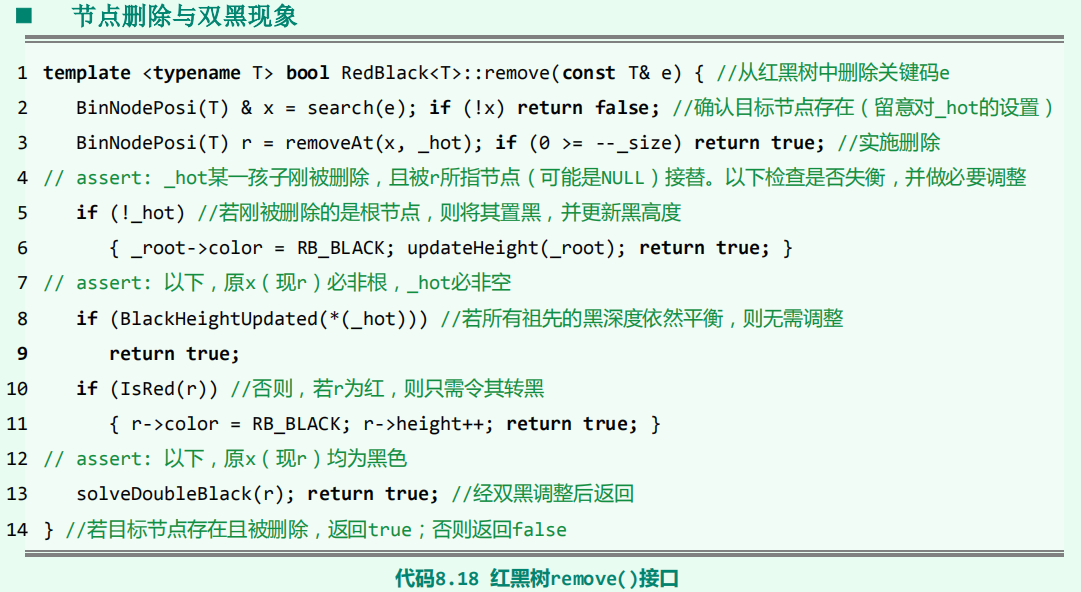 ■ 节点删除与双黑现象
1 template <typename T> bool RedBlack<T>::remove(const T& e) { //从红黑树中删除关键码e
2 BinNodePosi(T) & x = search(e); if (!x) return false; //确认目标节点存在（留意对_hot的设置）
3 BinNodePosi(T) r = removeAt(x, _hot); if (0 >= --_size) return true; //实施删除
4 // assert: _hot某一孩子刚被删除，且被r所指节点（可能是NULL）接替。以下检查是否失衡，并做必要调整
5 if (!_hot) //若刚被删除的是根节点，则将其置黑，并更新黑高度
6 { _root->color = RB_BLACK; updateHeight(_root); return true; }
7 // assert: 以下，原x（现r）必非根，_hot必非空
8 if (BlackHeightUpdated(*(_hot))) //若所有祖先的黑深度依然平衡，则无需调整
9 return true;
10 if (IsRed(r)) //否则，若r为红，则只需令其转黑
11 { r->color = RB_BLACK; r->height++; return true; }
12 // assert: 以下，原x（现r）均为黑色
13 solveDoubleBlack(r); return true; //经双黑调整后返回
14 } //若目标节点存在且被删除，返回true；否则返回false
代码8.18 红黑树remove()接口